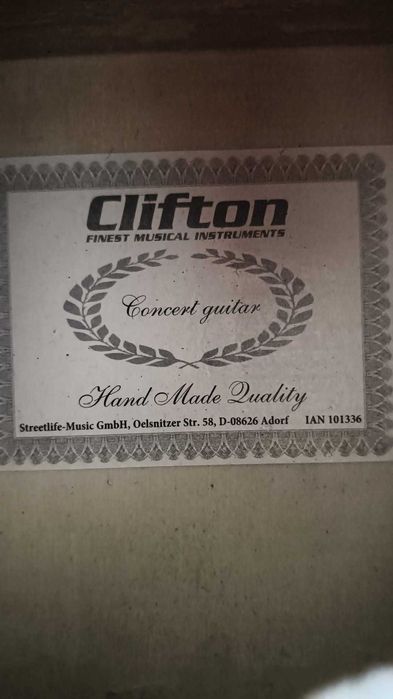 Clifton
FINEST MUSICAL INSTRUMENTS
Concert guitar
Hand Made Quality
Streetlife-Music GmbH, Oelsnitzer Str. 58, D-08626 Adorf IAN 101336